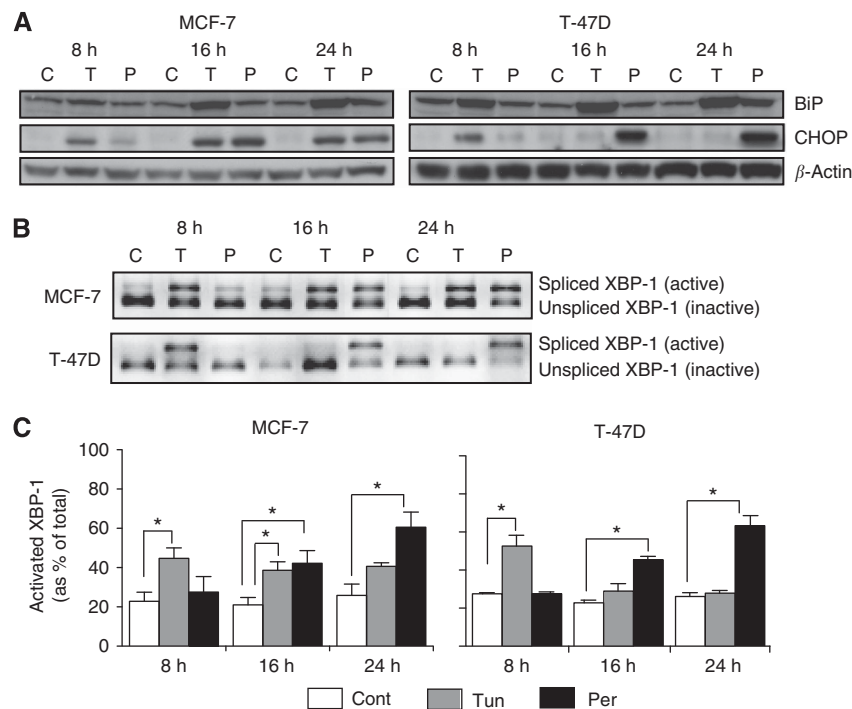 A
MCF-7 T-47D
8 h 16 h 24 h 8 h 16 h 24 h
C T P C T P C T P C T P C T P C T P
BiP
CHOP
β-Actin
B
8 h 16 h 24 h
C T P C T P C T P
MCF-7
Spliced XBP-1 (active)
Unspliced XBP-1 (inactive)
T-47D
Spliced XBP-1 (active)
Unspliced XBP-1 (inactive)
C
MCF-7 T-47D
Activated XBP-1
(as % of total)
100
80
60
40
20
0
* * * * * * *
8 h 16 h 24 h 8 h 16 h 24 h
Cont Tun Per